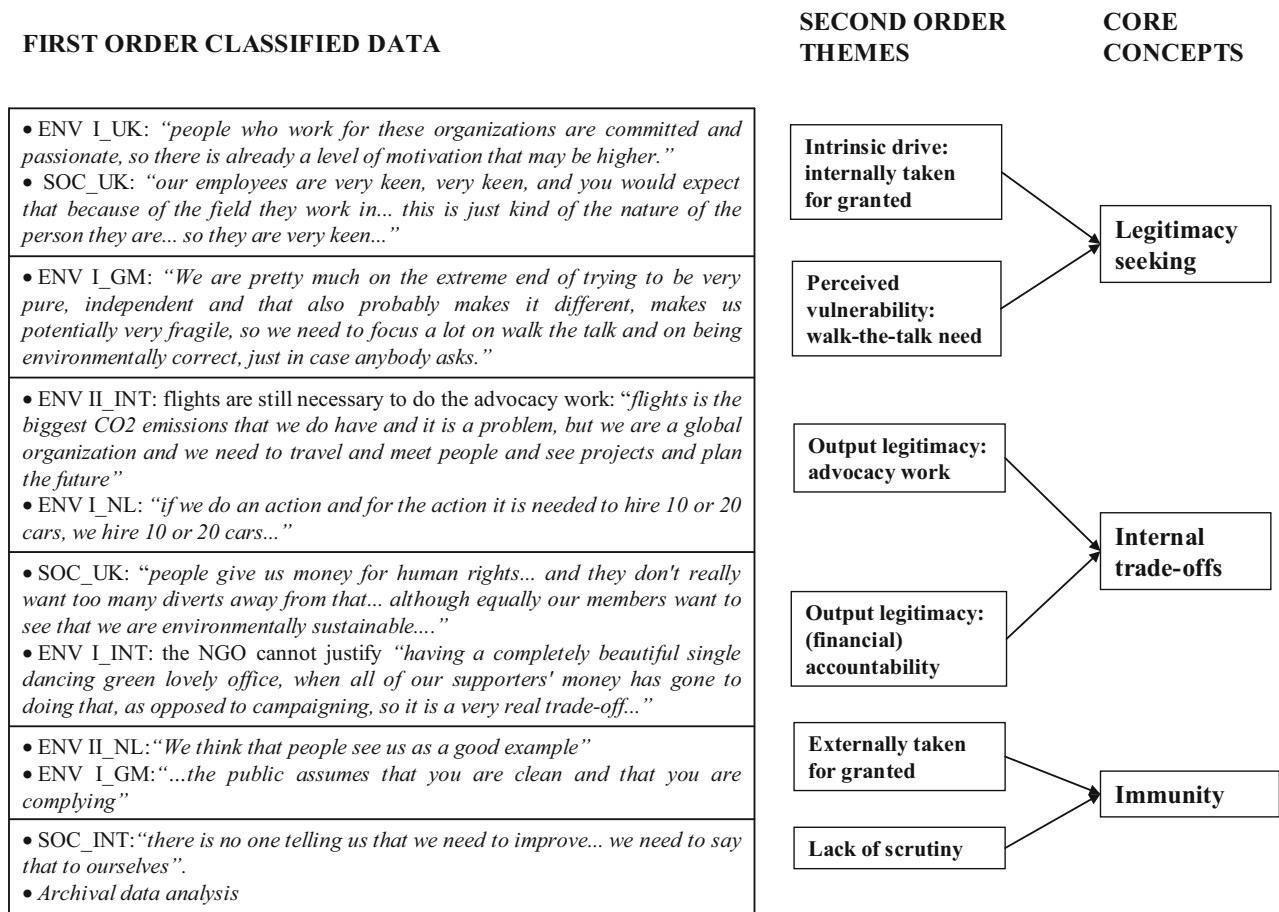 FIRST ORDER CLASSIFIED DATA
SECOND ORDER
THEMES
CORE
CONCEPTS
• ENV I_UK: “people who work for these organizations are committed and
passionate, so there is already a level of motivation that may be higher.”
• SOC_UK: “our employees are very keen, very keen, and you would expect
that because of the field they work in... this is just kind of the nature of the
person they are... so they are very keen...”
• ENV I_GM: “We are pretty much on the extreme end of trying to be very
pure, independent and that also probably makes it different, makes us
potentially very fragile, so we need to focus a lot on walk the talk and on being
environmentally correct, just in case anybody asks.”
• ENV II_INT: flights are still necessary to do the advocacy work: “flights is the
biggest CO2 emissions that we do have and it is a problem, but we are a global
organization and we need to travel and meet people and see projects and plan
the future”
• ENV I_NL: “if we do an action and for the action it is needed to hire 10 or 20
cars, we hire 10 or 20 cars...”
• SOC_UK: “people give us money for human rights... and they don't really
want too many diverts away from that... although equally our members want to
see that we are environmentally sustainable....”
• ENV I_INT: the NGO cannot justify “having a completely beautiful single
dancing green lovely office, when all of our supporters' money has gone to
doing that, as opposed to campaigning, so it is a very real trade-off...”
• ENV II_NL:“We think that people see us as a good example”
• ENV I_GM:“...the public assumes that you are clean and that you are
complying”
• SOC_INT:“there is no one telling us that we need to improve... we need to say
that to ourselves”.
• Archival data analysis
Intrinsic drive:
internally taken
for granted
Perceived
vulnerability:
walk-the-talk need
Output legitimacy:
advocacy work
Output legitimacy:
(financial)
accountability
Externally taken
for granted
Lack of scrutiny
Legitimacy
seeking
Internal
trade-offs
Immunity